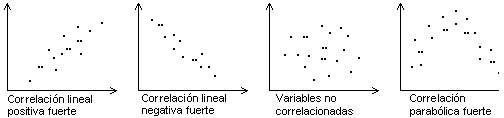 Correlación lineal
positiva fuerte
Correlación lineal
negativa fuerte
Variables no
correlacionadas
Correlación
parabólica fuerte